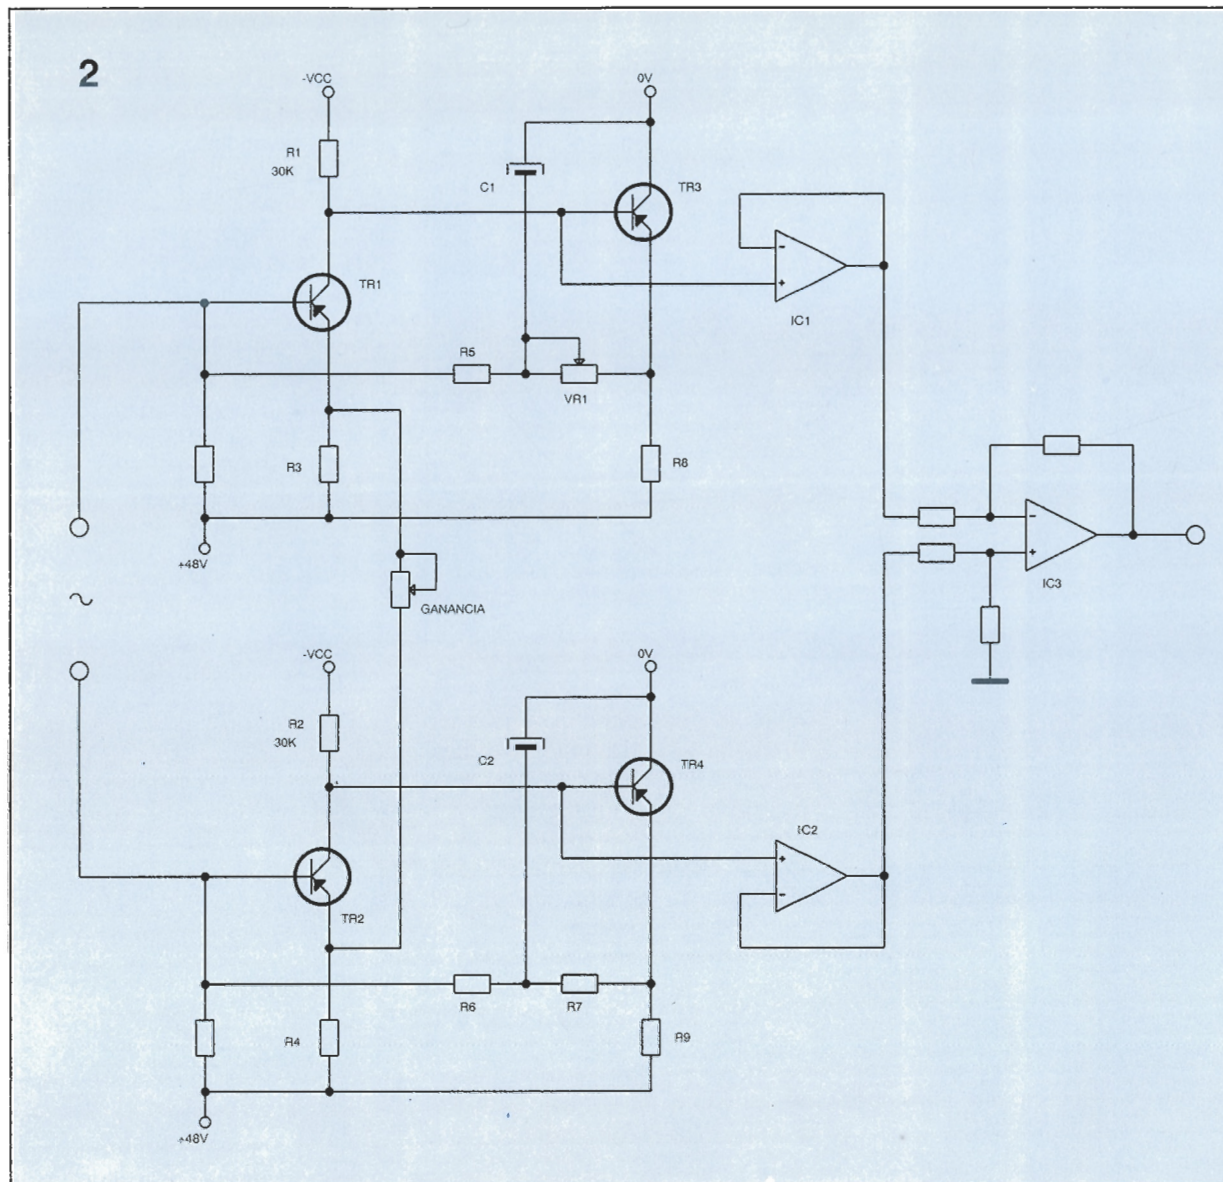 2
-VCC
0V
R1
30K
C1
TR3
TR1
IC1
R5
VR1
R3
R8
+48V
~
GANANCIA
IC3
-VCC
0V
R2
30K
C2
TR4
IC2
TR2
R6
R7
R4
R9
+48V